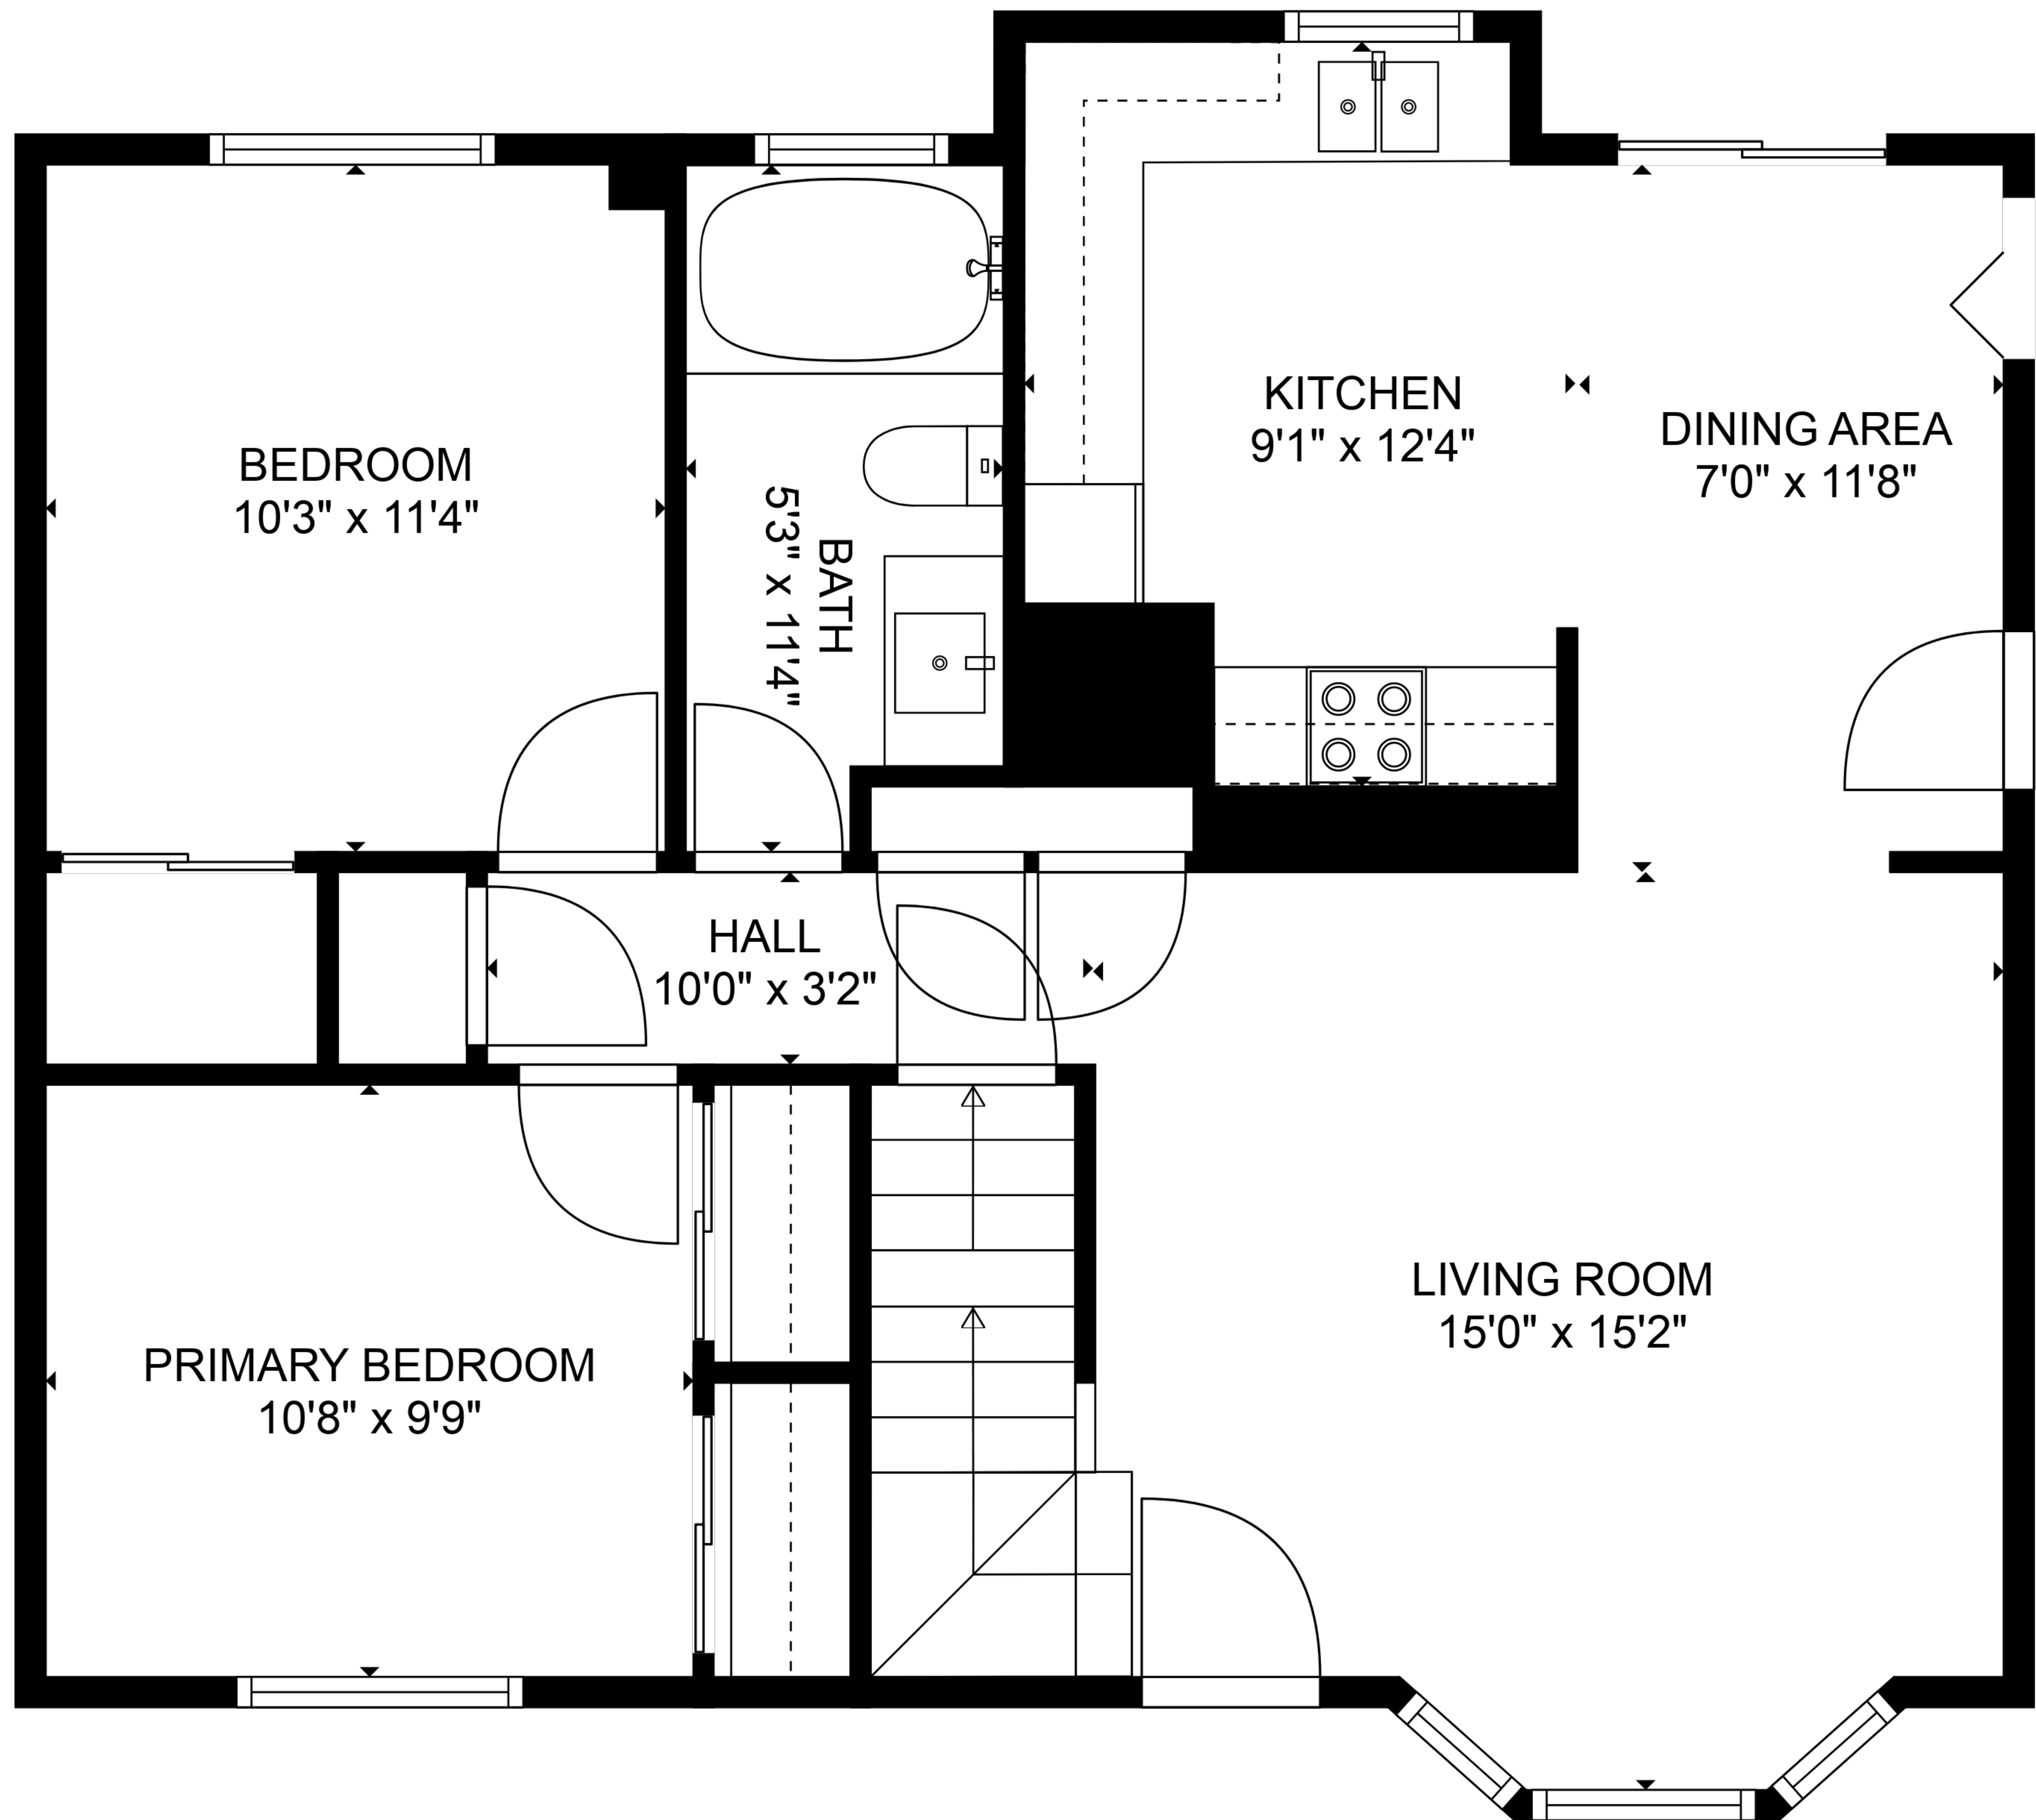 KITCHEN
9'1" x 12'4"
DINING AREA
7'0" x 11'8"
BEDROOM
10'3" x 11'4"
BATH
5'3" x 11'4"
HALL
10'0" x 3'2"
LIVING ROOM
15'0" x 15'2"
PRIMARY BEDROOM
10'8" x 9'9"